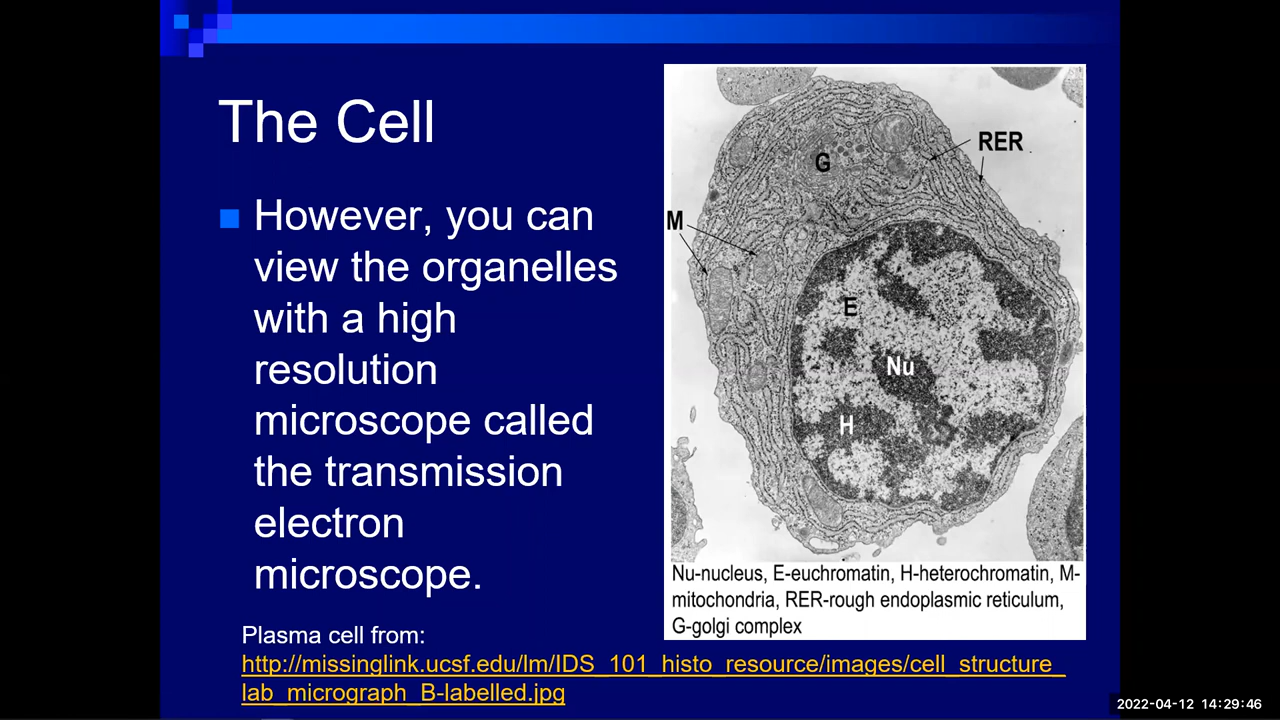 The Cell
However, you can
view the organelles
with a high
resolution
microscope called
the transmission
electron
microscope.
G
RER
M
E
Nu
H
Nu-nucleus, E-euchromatin, H-heterochromatin, M-
mitochondria, RER-rough endoplasmic reticulum,
G-golgi complex
Plasma cell from:
http://missinglink.ucsf.edu/lm/IDS_101_histo_resource/images/cell_structure_
lab_micrograph_B-labelled.jpg
2022-04-12 14:29:46